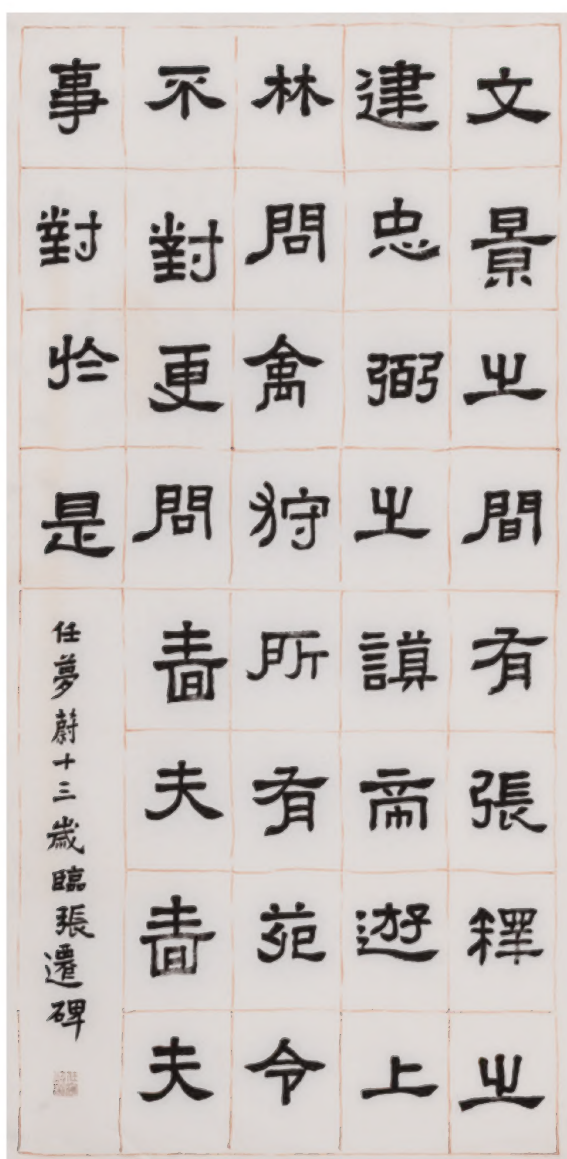 文景之間有張釋之
建忠弼之謨帝遊上
林問禽狩所有苑令
不對更問嗇夫嗇夫
事對於是
任夢蔚十三歲臨張遷碑